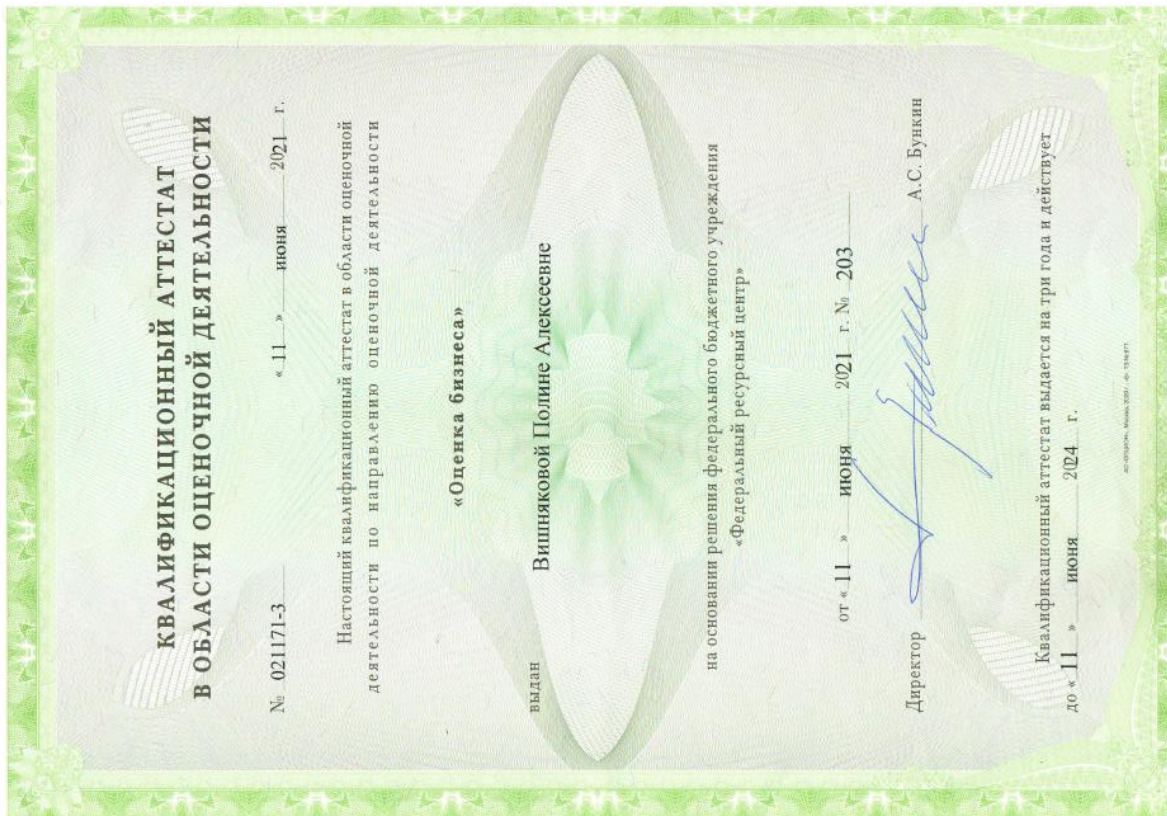 КВАЛИФИКАЦИОННЫЙ АТТЕСТАТ
В ОБЛАСТИ ОЦЕНОЧНОЙ ДЕЯТЕЛЬНОСТИ
№ 021171-3 « 11 » июня 2021 г.
Настоящий квалификационный аттестат в области оценочной
деятельности по направлению оценочной деятельности
«Оценка бизнеса»
выдан Вишняковой Полине Алексеевне
на основании решения федерального бюджетного учреждения
«Федеральный ресурсный центр»
от « 11 » июня 2021 г. № 203
Директор А.С. Бункин
Квалификационный аттестат выдается на три года и действует
до « 11 » июня 2024 г.